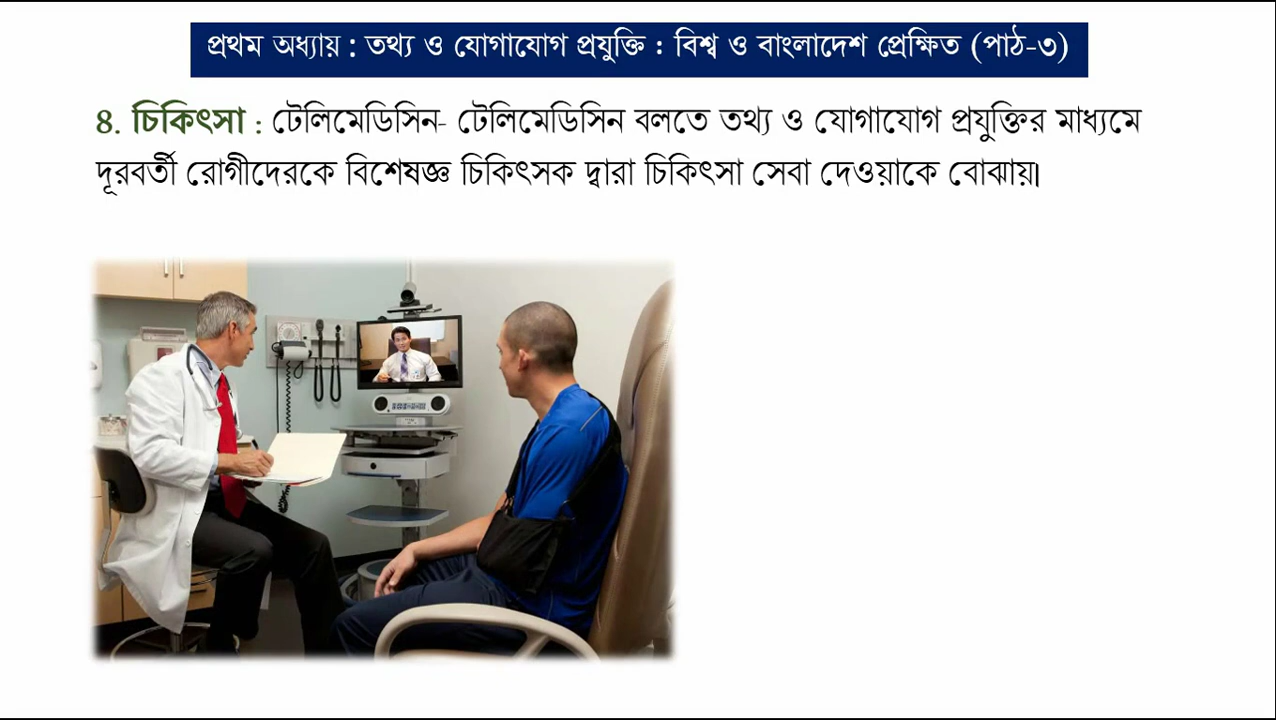 প্রথম অধ্যায় : তথ্য ও যোগাযোগ প্রযুক্তি : বিশ্ব ও বাংলাদেশ প্রেক্ষিত (পাঠ-৩)
৪. চিকিৎসা : টেলিমেডিসিন- টেলিমেডিসিন বলতে তথ্য ও যোগাযোগ প্রযুক্তির মাধ্যমে
দূরবর্তী রোগীদেরকে বিশেষজ্ঞ চিকিৎসক দ্বারা চিকিৎসা সেবা দেওয়াকে বোঝায়।